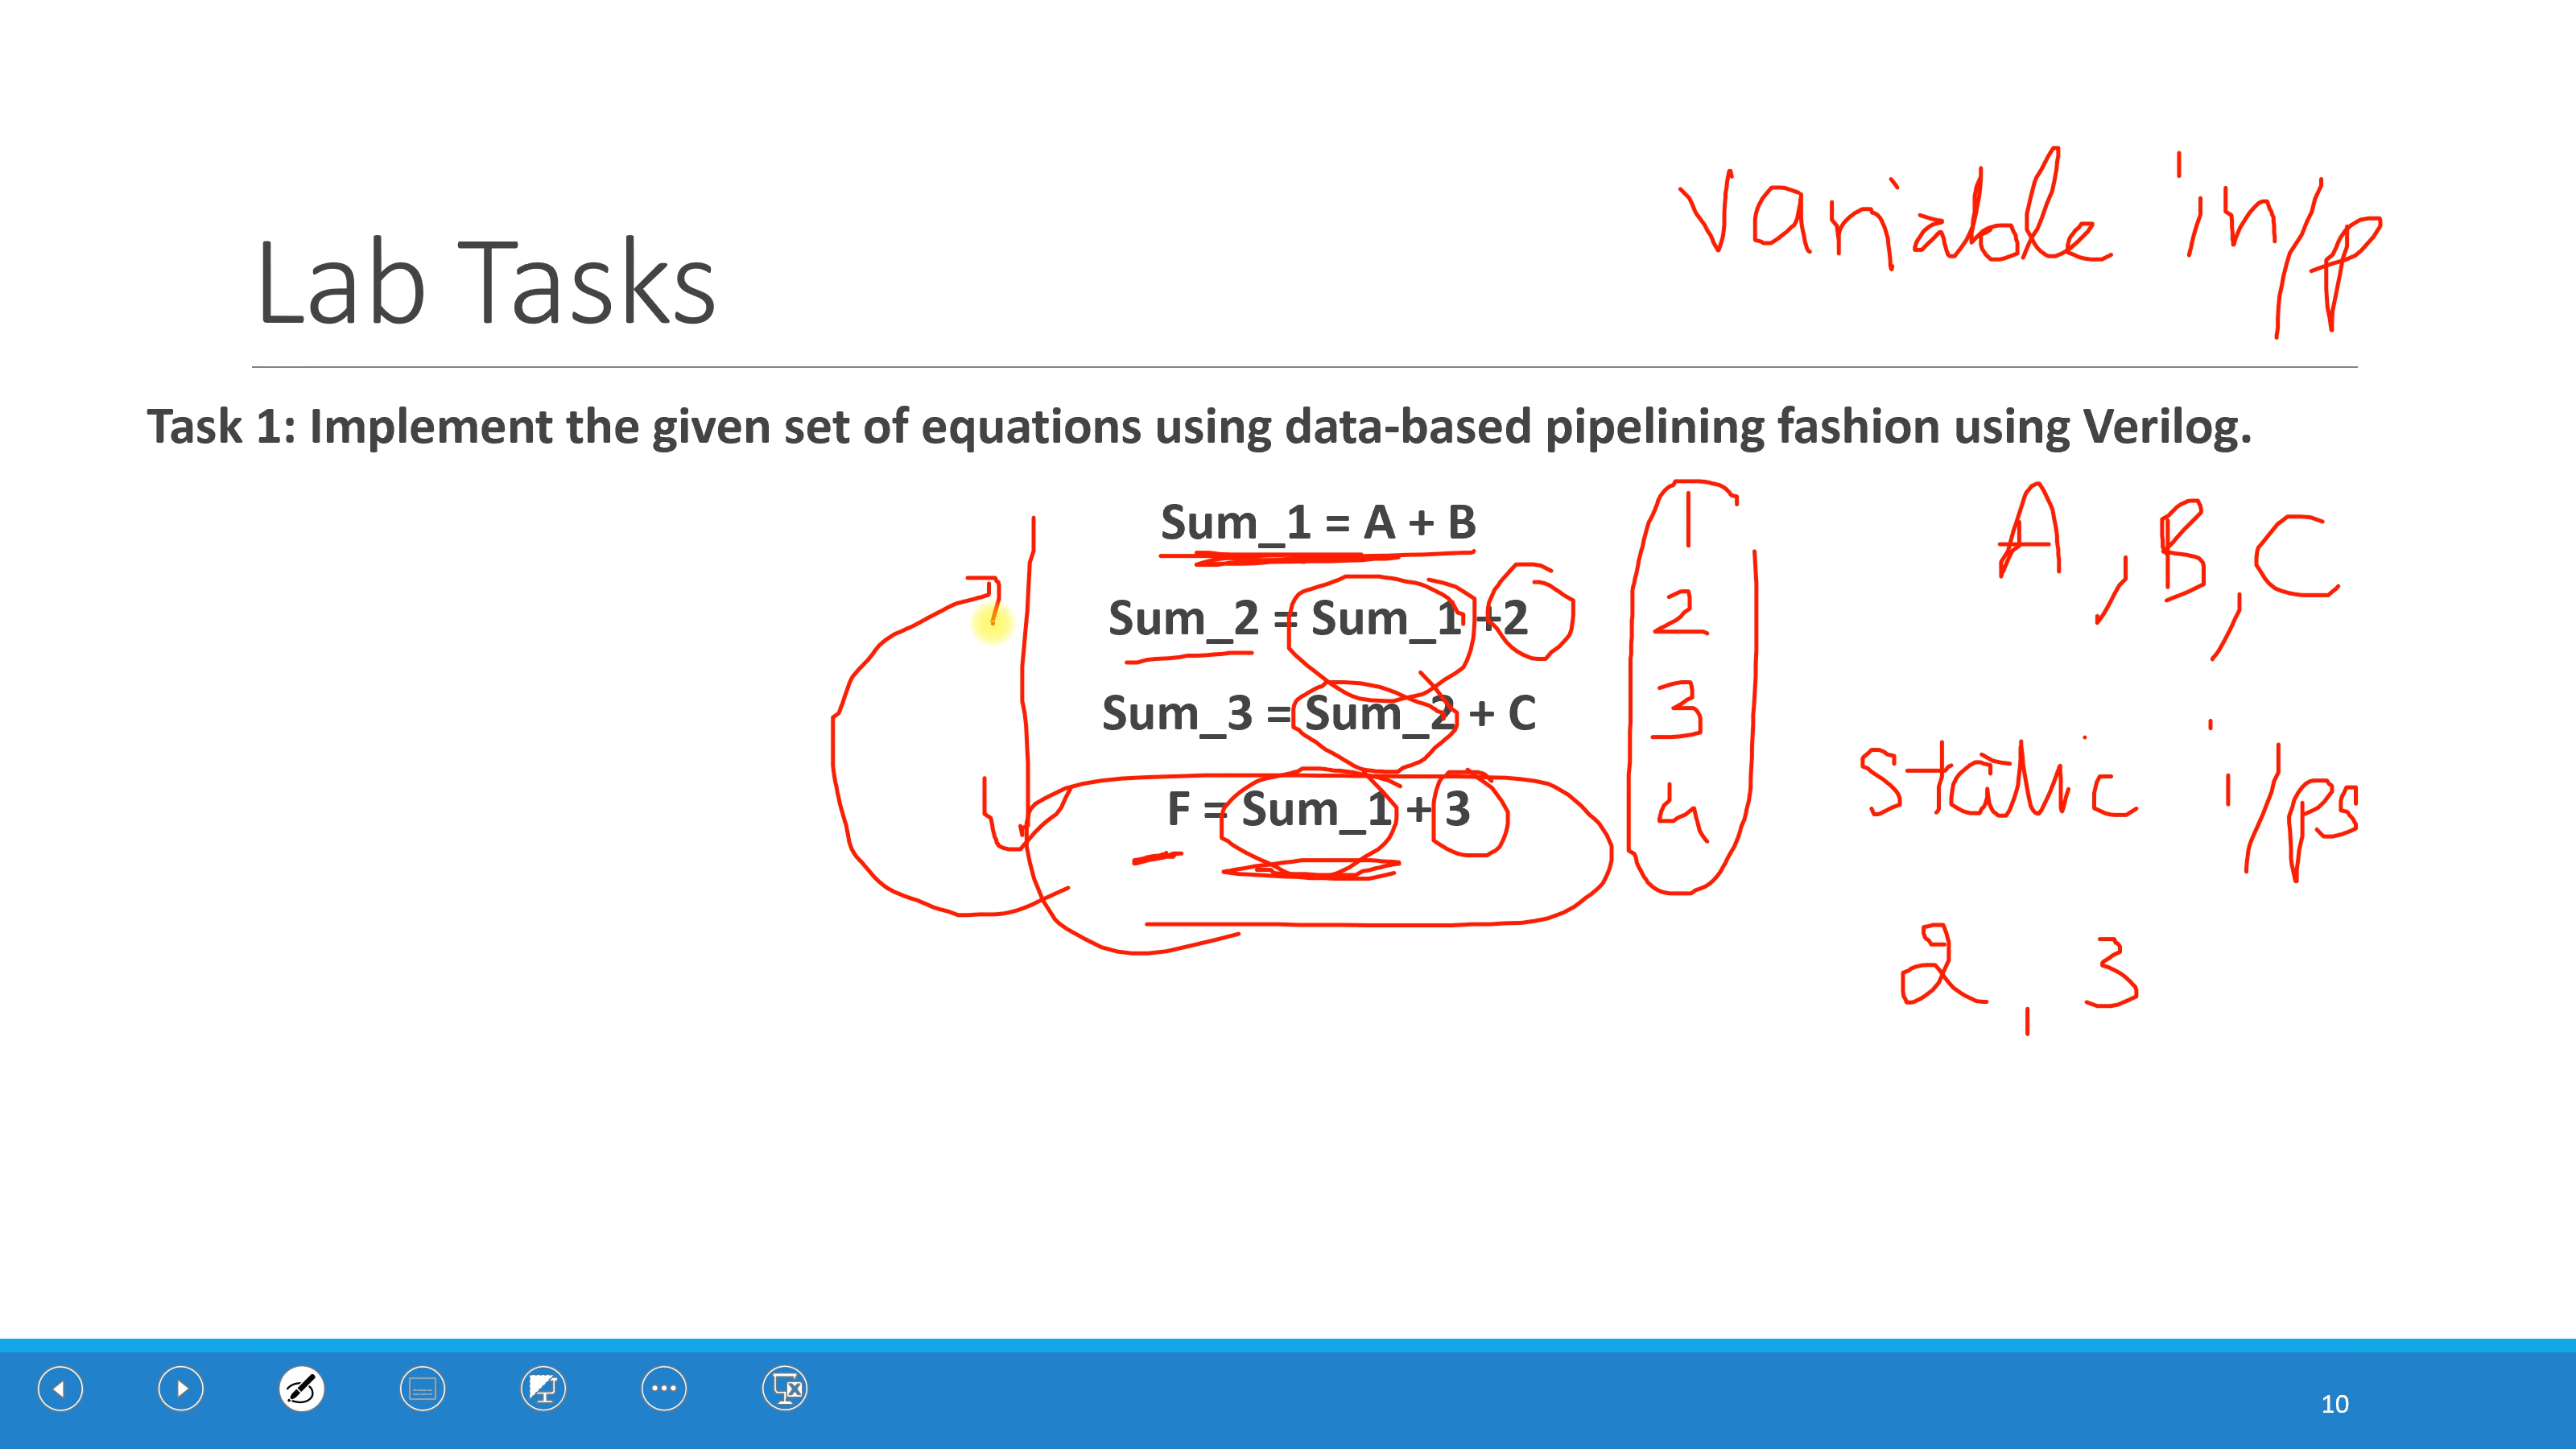 variable in/p
Lab Tasks
Task 1: Implement the given set of equations using data-based pipelining fashion using Verilog.
Sum_1 = A + B
1
A, B, C
Sum_2 = Sum_1 +2
2
Sum_3 = Sum_2 + C
3
static i/ps
F = Sum_1 + 3
4
2, 3
10